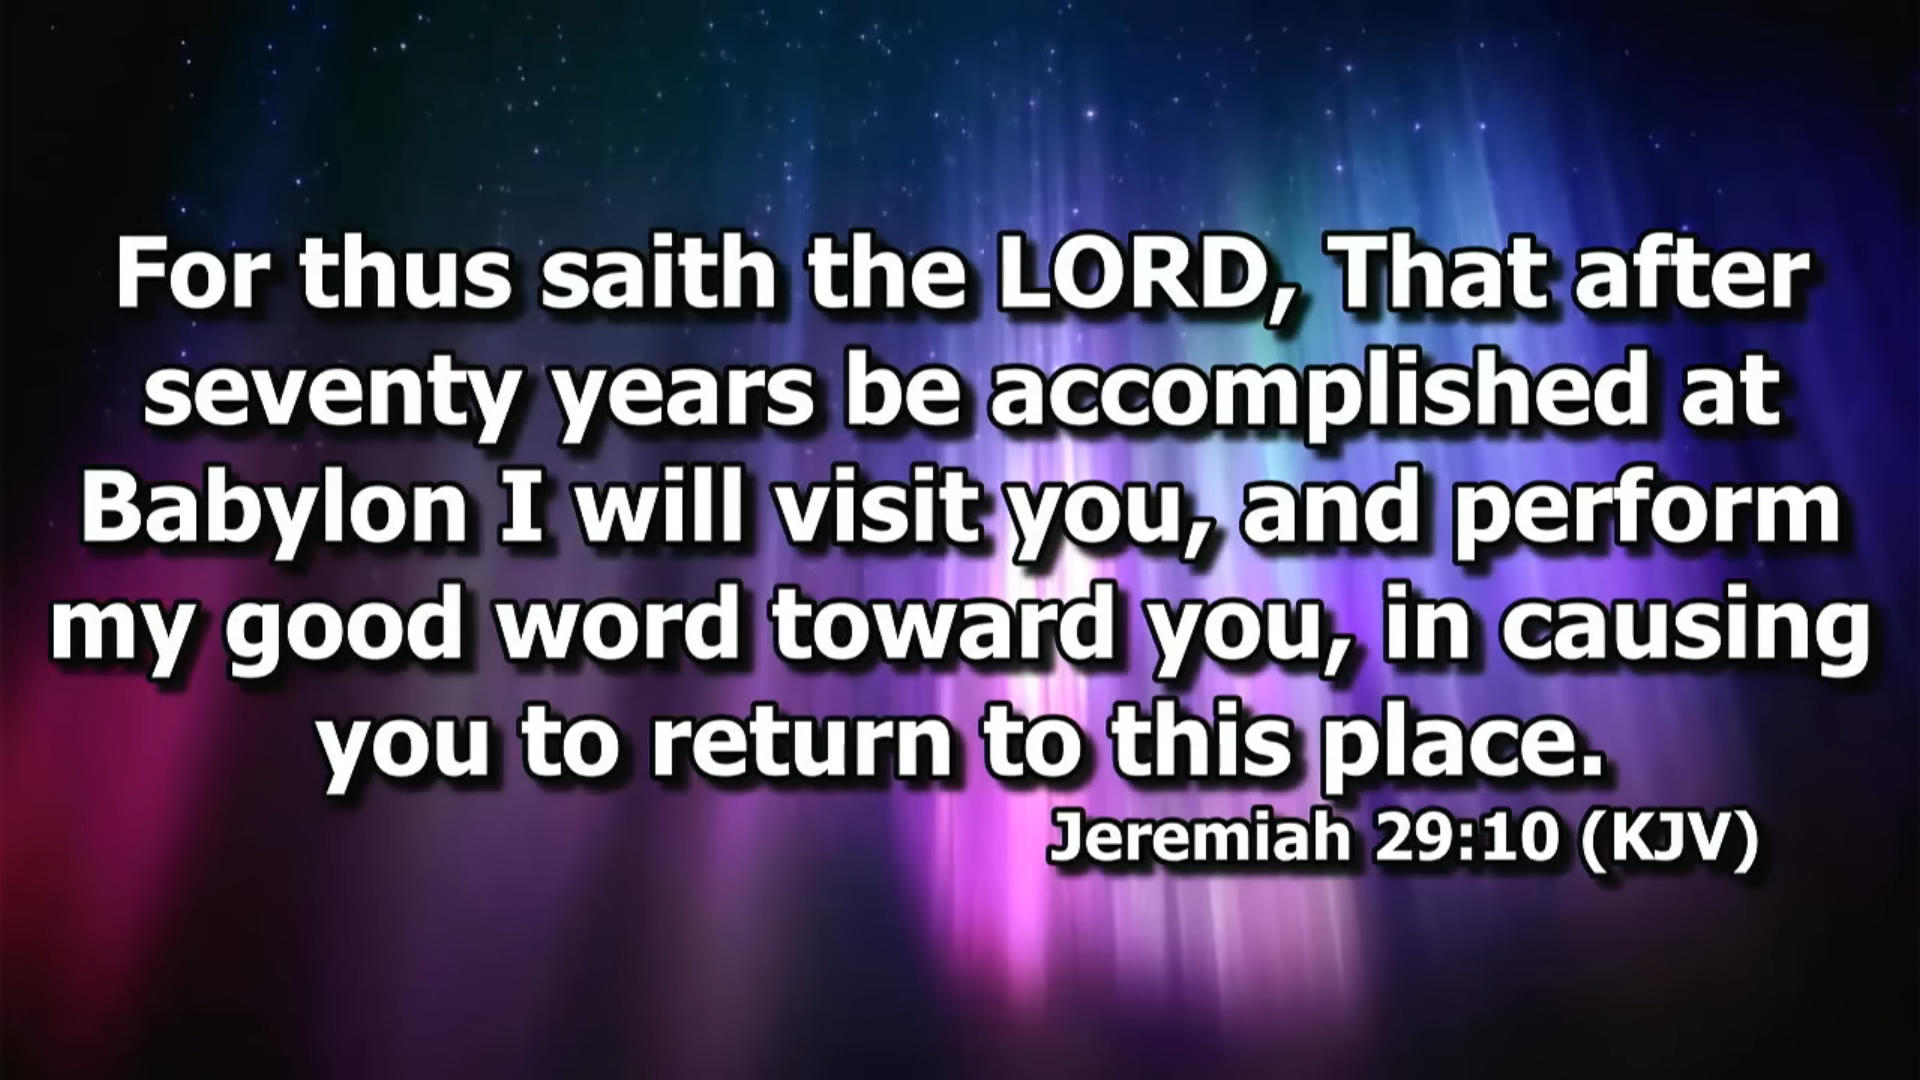 For thus saith the LORD, That after
seventy years be accomplished at
Babylon I will visit you, and perform
my good word toward you, in causing
you to return to this place.
Jeremiah 29:10 (KJV)